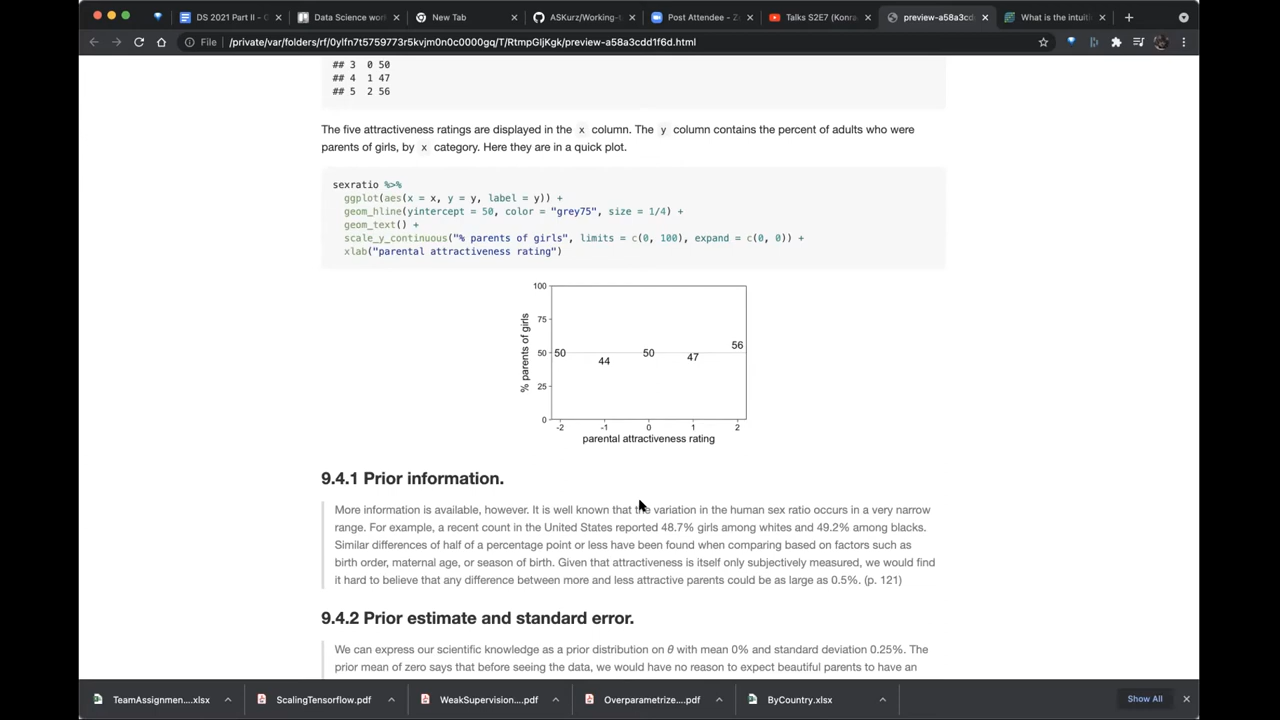 DS 2021 Part II - G
Data Science wor
New Tab
ASKurz/Working-
Post Attendee - Z
Talks S2E7 (Konra
preview-a58a3cd
What is the intuiti
File
/private/var/folders/rf/0ylfn7t5759773r5kvjm0n0c0000gq/T/RtmpGIjKgk/preview-a58a3cdd1f6d.html
## 3  0 50
## 4  1 47
## 5  2 56
The five attractiveness ratings are displayed in the x column. The y column contains the percent of adults who were
parents of girls, by x category. Here they are in a quick plot.
sexratio %>%
ggplot(aes(x = x, y = y, label = y)) +
geom_hline(yintercept = 50, color = "grey75", size = 1/4) +
geom_text() +
scale_y_continuous("% parents of girls", limits = c(0, 100), expand = c(0, 0)) +
xlab("parental attractiveness rating")
100
75
50
25
0
% parents of girls
50
44
50
47
56
-2
-1
0
1
2
parental attractiveness rating
9.4.1 Prior information.
More information is available, however. It is well known that the variation in the human sex ratio occurs in a very narrow
range. For example, a recent count in the United States reported 48.7% girls among whites and 49.2% among blacks.
Similar differences of half of a percentage point or less have been found when comparing based on factors such as
birth order, maternal age, or season of birth. Given that attractiveness is itself only subjectively measured, we would find
it hard to believe that any difference between more and less attractive parents could be as large as 0.5%. (p. 121)
9.4.2 Prior estimate and standard error.
We can express our scientific knowledge as a prior distribution on θ with mean 0% and standard deviation 0.25%. The
prior mean of zero says that before seeing the data, we would have no reason to expect beautiful parents to have an
TeamAssignmen....xlsx
ScalingTensorflow.pdf
WeakSupervision....pdf
Overparametrize....pdf
ByCountry.xlsx
Show All